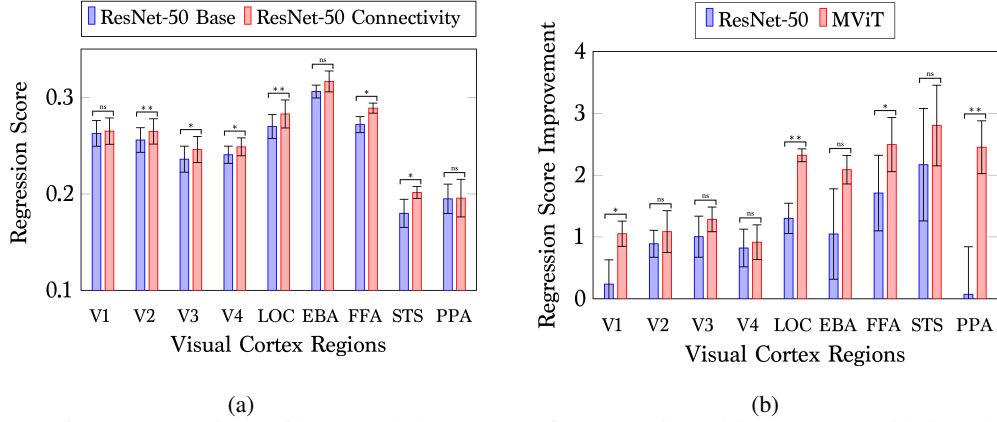 ResNet-50 Base ResNet-50 Connectivity
Regression Score
0.3
0.2
0.1
ns ** * * ** ns * * ns
V1 V2 V3 V4 LOC EBA FFA STS PPA
Visual Cortex Regions
(a)
ResNet-50 MViT
Regression Score Improvement
4
3
2
1
0
* ns ns ns ** ns * ns **
V1 V2 V3 V4 LOC EBA FFA STS PPA
Visual Cortex Regions
(b)